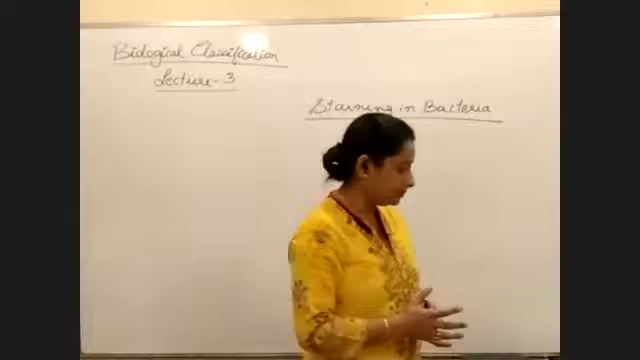 Biological Classification
Lecture-3
Staining in Bacteria